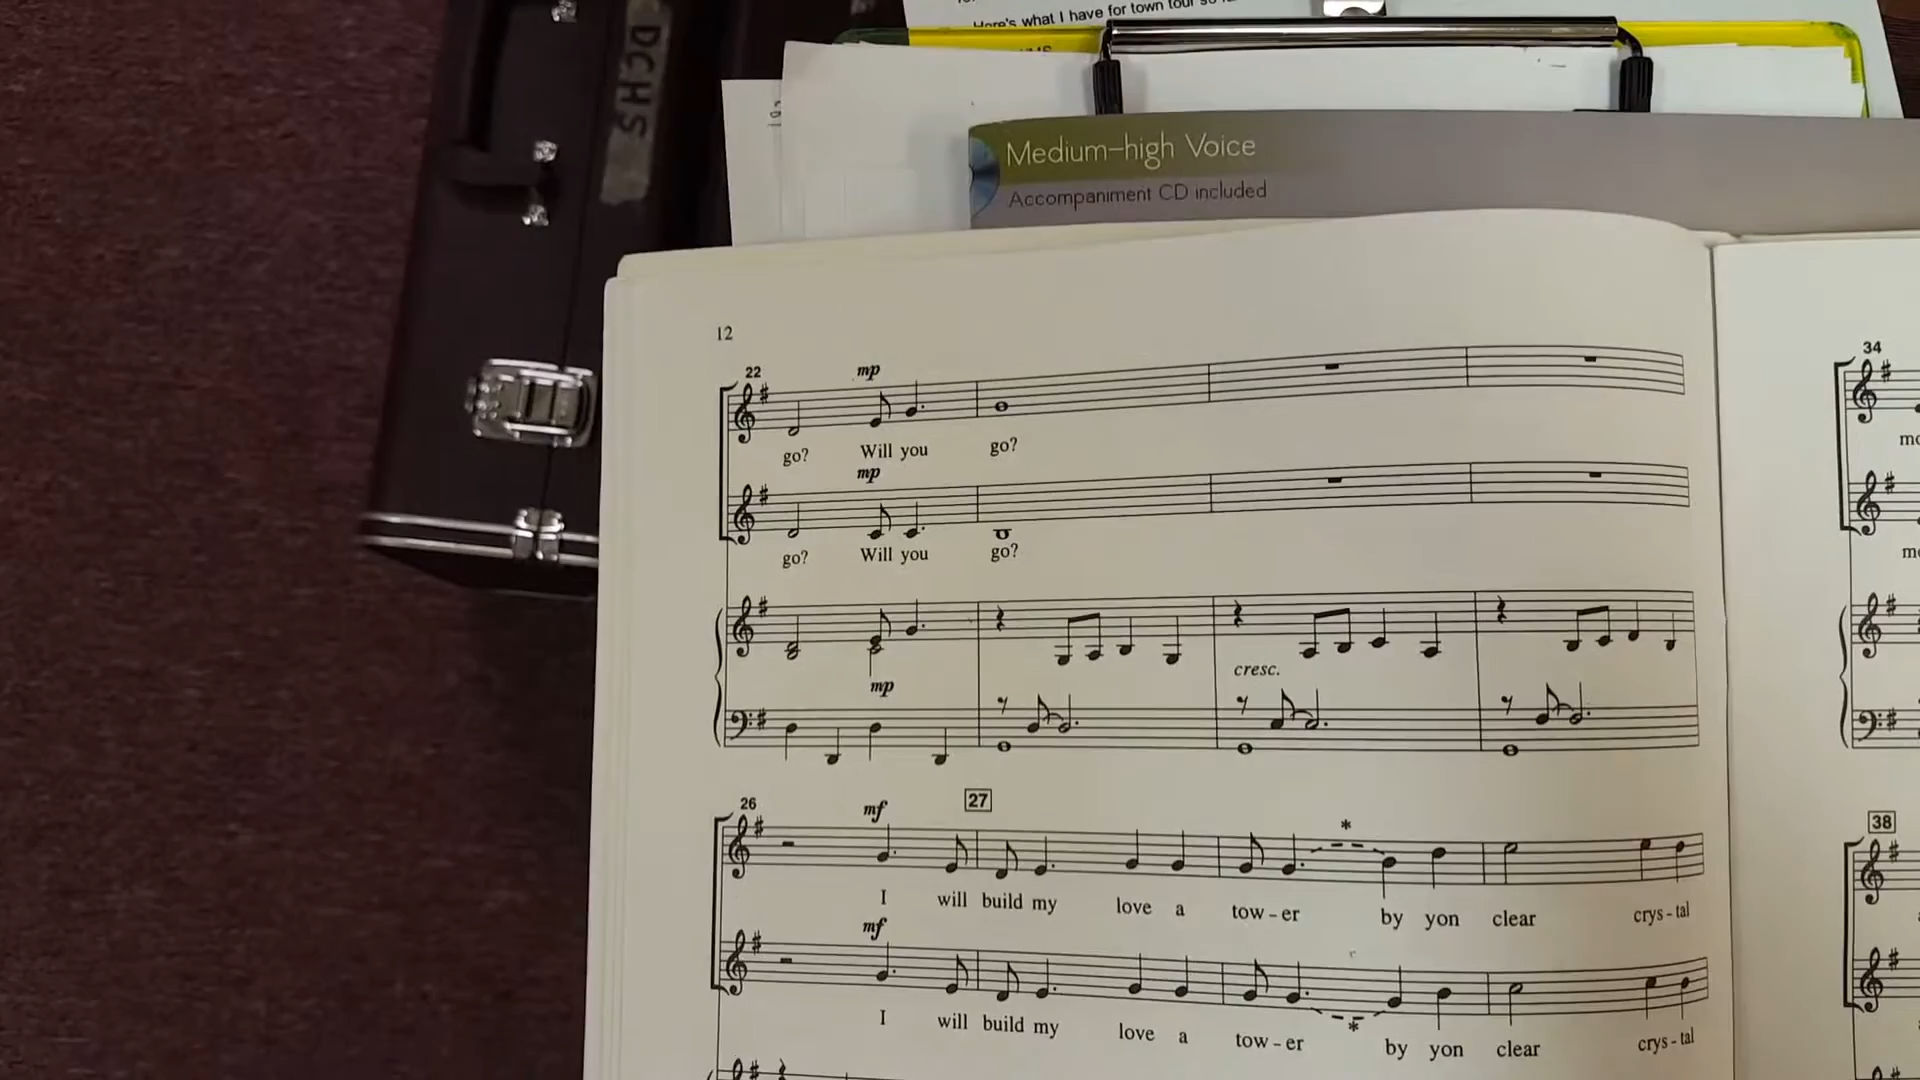 Here's what I have for town tour so
DCHS
Medium-high Voice
Accompaniment CD included
12
22
mp
go? Will you go?
mp
go? Will you go?
mp
cresc.
26
mf
27
*
I will build my love a tow - er by yon clear crys - tal
mf
*
I will build my love a tow - er by yon clear crys - tal
34
38